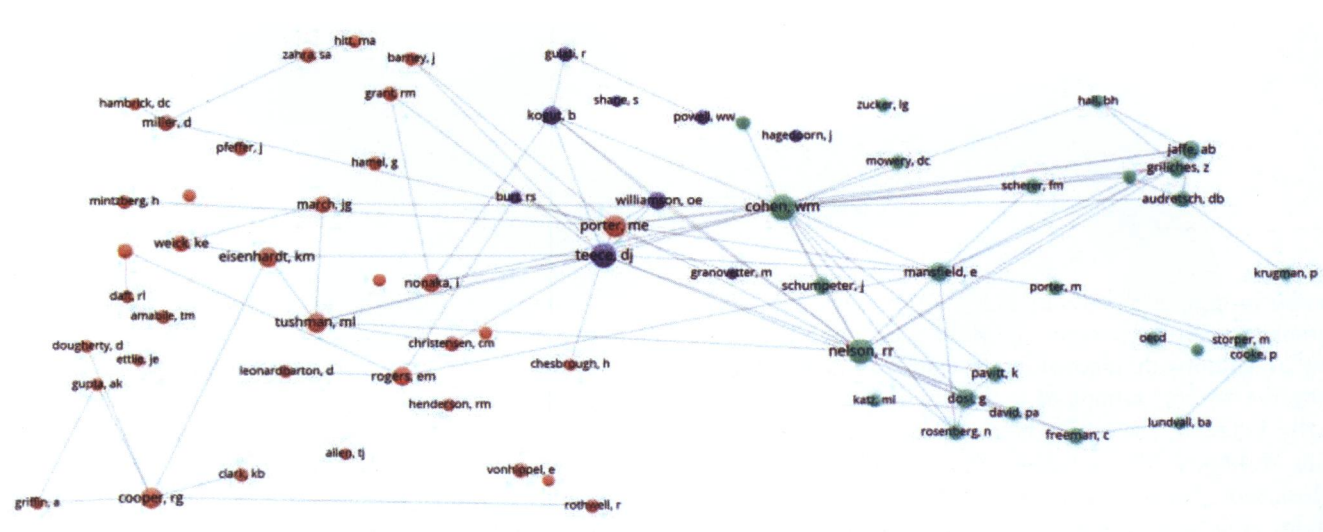 hitt, ma
zahra, sa
barney, j
gulati, r
grant, rm
hambrick, dc
miller, d
kogut, b
shane, s
powell, ww
hagedoorn, j
zucker, lg
hall, bh
pfeffer, j
hamel, g
mowery, dc
jaffe, ab
griliches, z
scherer, fm
audretsch, db
mintzberg, h
march, jg
burt, rs
williamson, oe
cohen, wm
porter, me
weick, ke
eisenhardt, km
teece, dj
nonaka, i
granovetter, m
schumpeter, j
mansfield, e
porter, m
krugman, p
daft, rl
amabile, tm
tushman, ml
dougherty, d
ettlie, je
christensen, cm
chesbrough, h
nelson, rr
oecd
storper, m
cooke, p
gupta, ak
leonardbarton, d
rogers, em
henderson, rm
pavitt, k
katz, ml
dosi, g
david, pa
rosenberg, n
freeman, c
lundvall, ba
allen, tj
clark, kb
vonhippel, e
griffin, a
cooper, rg
rothwell, r